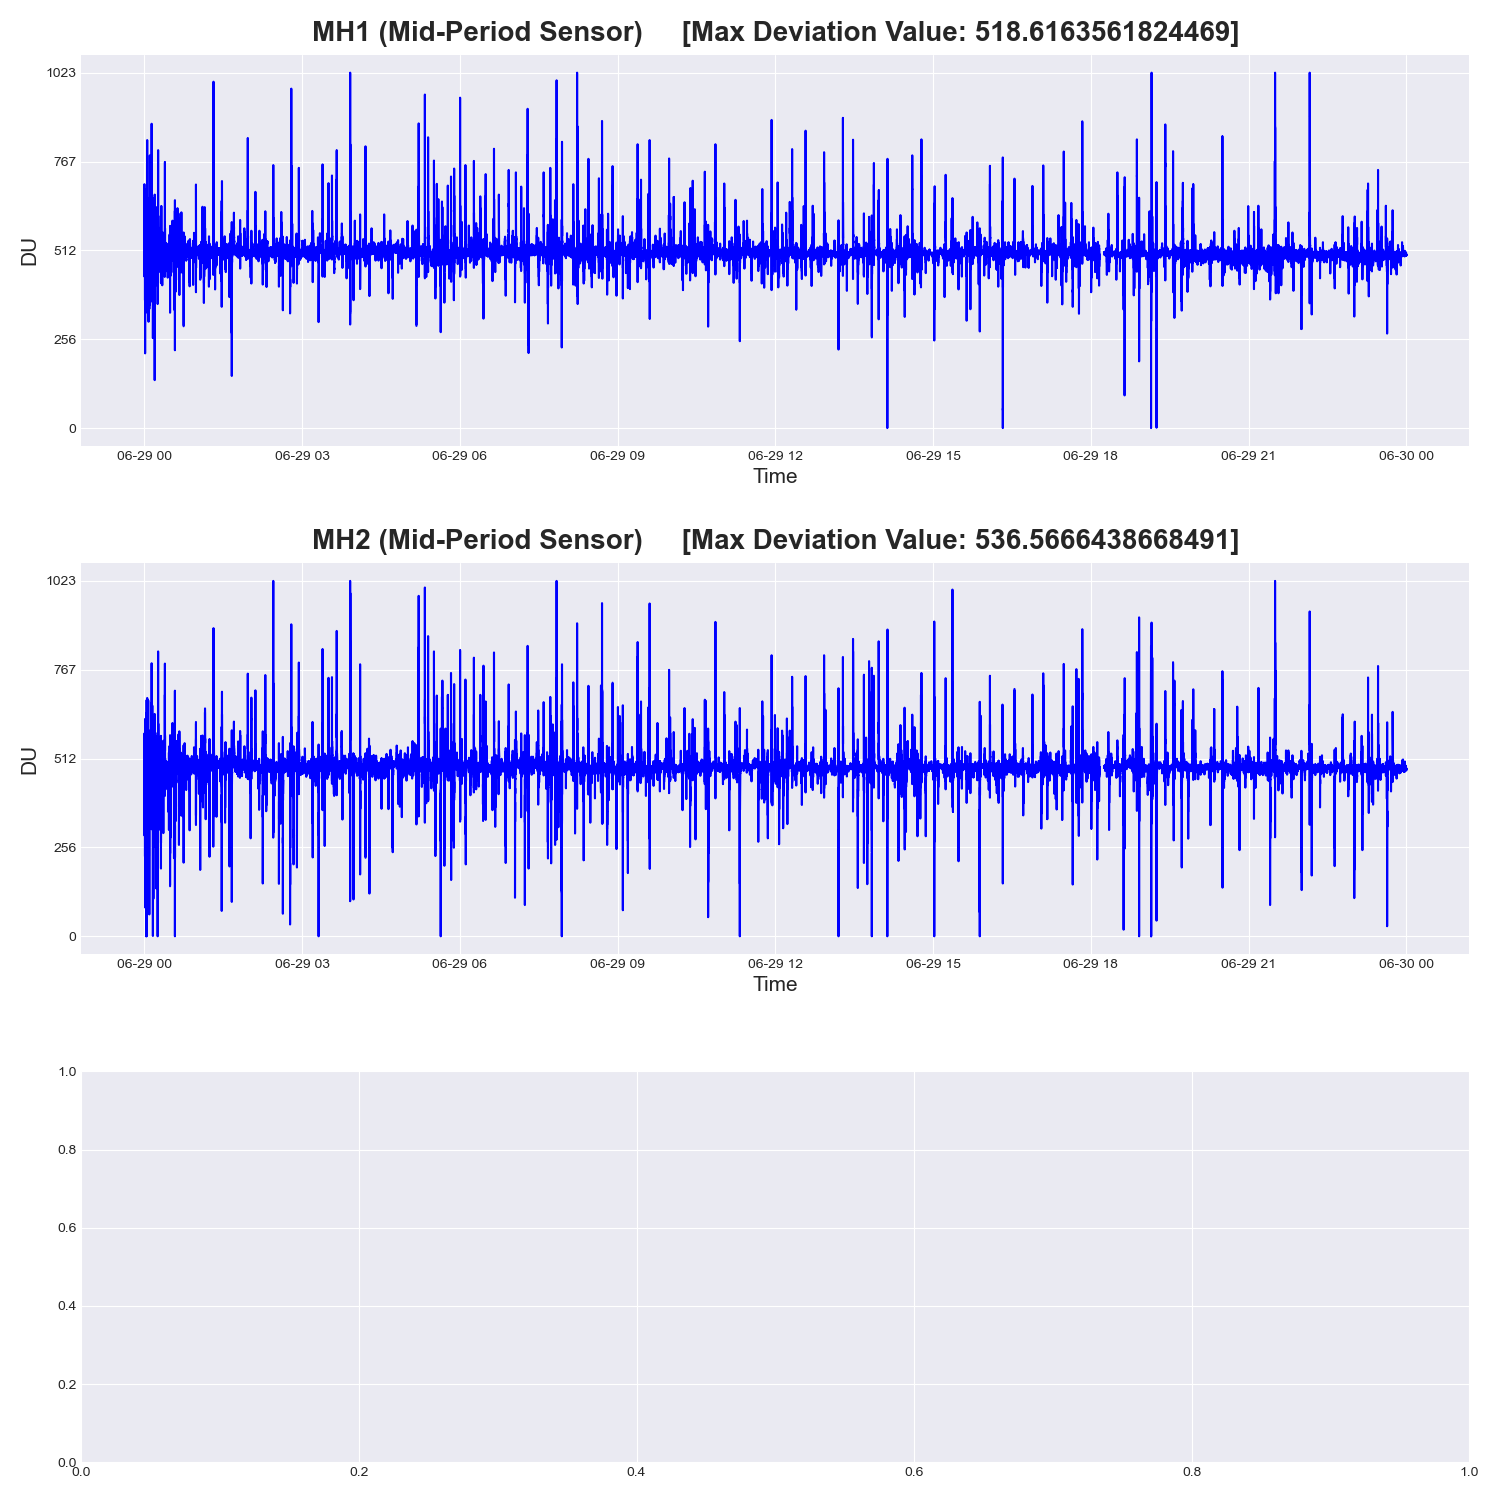 MH1 (Mid-Period Sensor) [Max Deviation Value: 518.6163561824469]
1023
767
512
256
0
DU
06-29 00 06-29 03 06-29 06 06-29 09 06-29 12 06-29 15 06-29 18 06-29 21 06-30 00
Time
MH2 (Mid-Period Sensor) [Max Deviation Value: 536.5666438668491]
1023
767
512
256
0
DU
06-29 00 06-29 03 06-29 06 06-29 09 06-29 12 06-29 15 06-29 18 06-29 21 06-30 00
Time
1.0
0.8
0.6
0.4
0.2
0.0
0.0 0.2 0.4 0.6 0.8 1.0